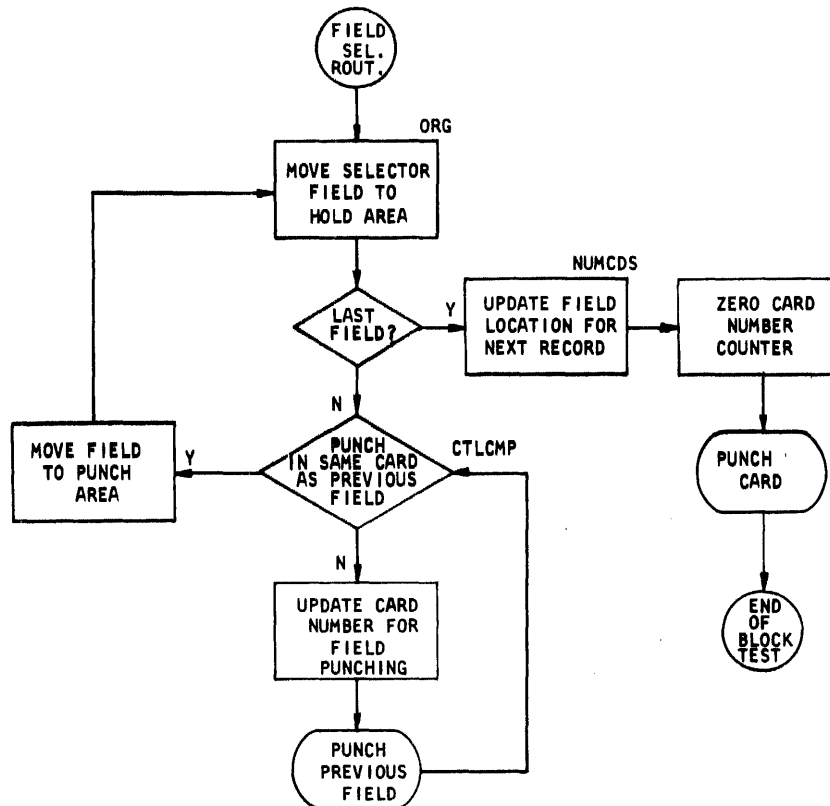 FIELD
SEL.
ROUT.
ORG
MOVE SELECTOR
FIELD TO
HOLD AREA
NUMCDS
LAST
FIELD?
Y
UPDATE FIELD
LOCATION FOR
NEXT RECORD
ZERO CARD
NUMBER
COUNTER
N
MOVE FIELD
TO PUNCH
AREA
Y
PUNCH
IN SAME CARD
AS PREVIOUS
FIELD
CTLCMP
PUNCH
CARD
N
UPDATE CARD
NUMBER FOR
FIELD
PUNCHING
END
OF
BLOCK
TEST
PUNCH
PREVIOUS
FIELD